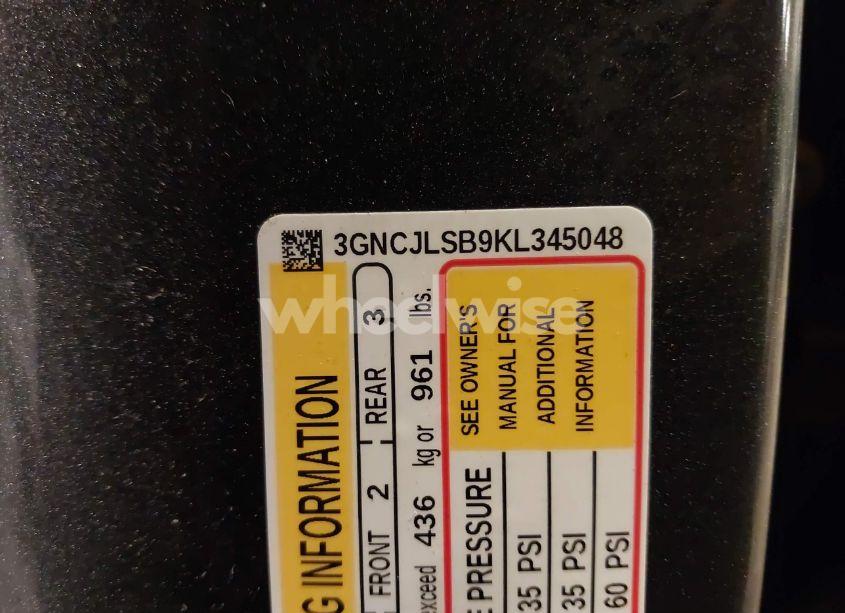 3GNCJLSB9KL345048
G INFORMATION
FRONT 2 REAR 3
exceed 436 kg or 961 lbs.
E PRESSURE
SEE OWNER'S
MANUAL FOR
ADDITIONAL
INFORMATION
35 PSI
35 PSI
60 PSI
wheelwise